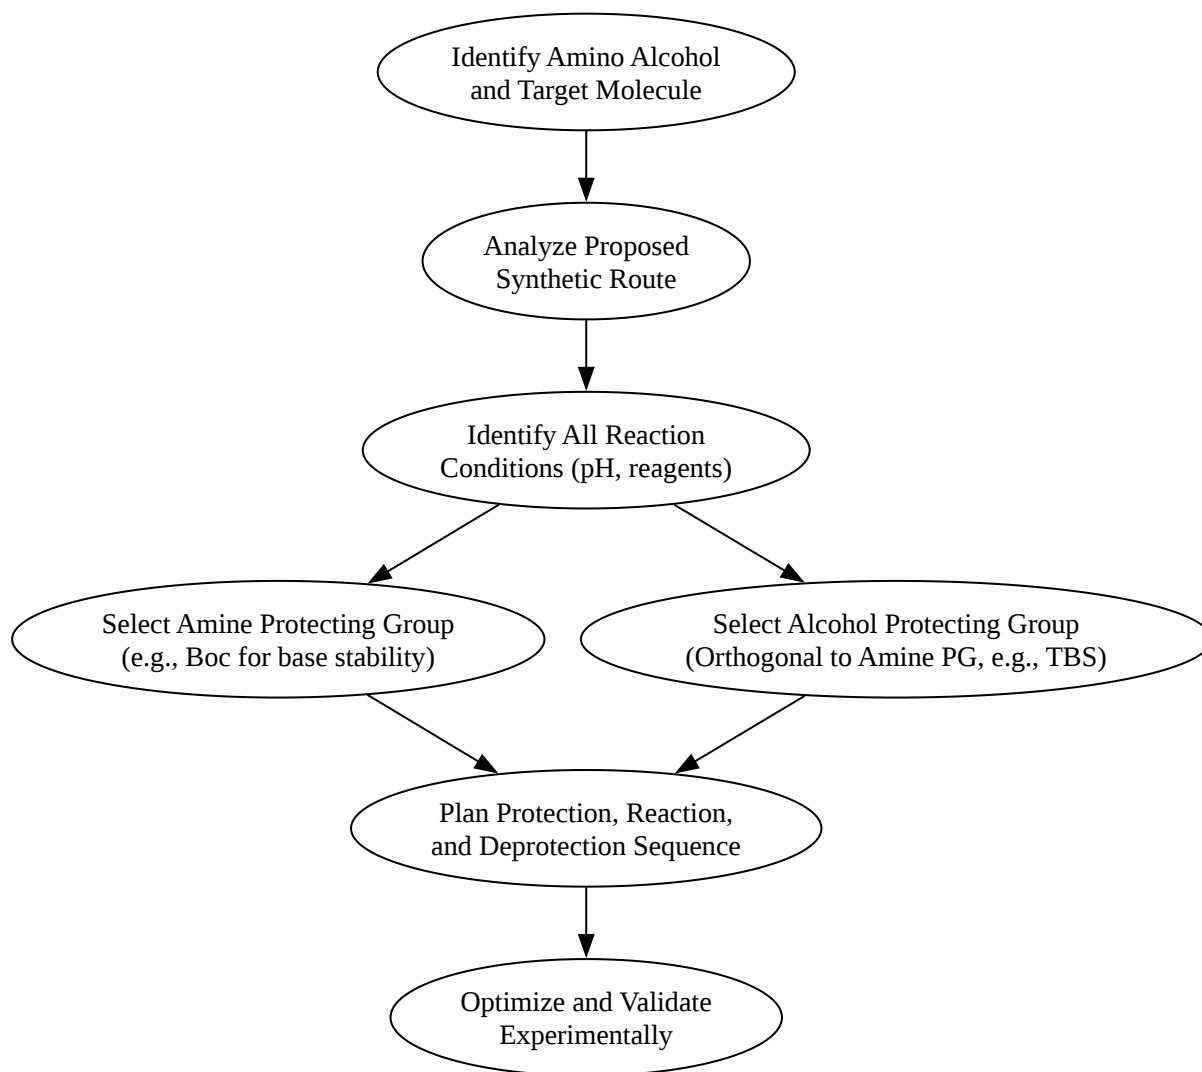 Identify Amino Alcohol
and Target Molecule
Analyze Proposed
Synthetic Route
Identify All Reaction
Conditions (pH, reagents)
Select Amine Protecting Group
(e.g., Boc for base stability)
Select Alcohol Protecting Group
(Orthogonal to Amine PG, e.g., TBS)
Plan Protection, Reaction,
and Deprotection Sequence
Optimize and Validate
Experimentally